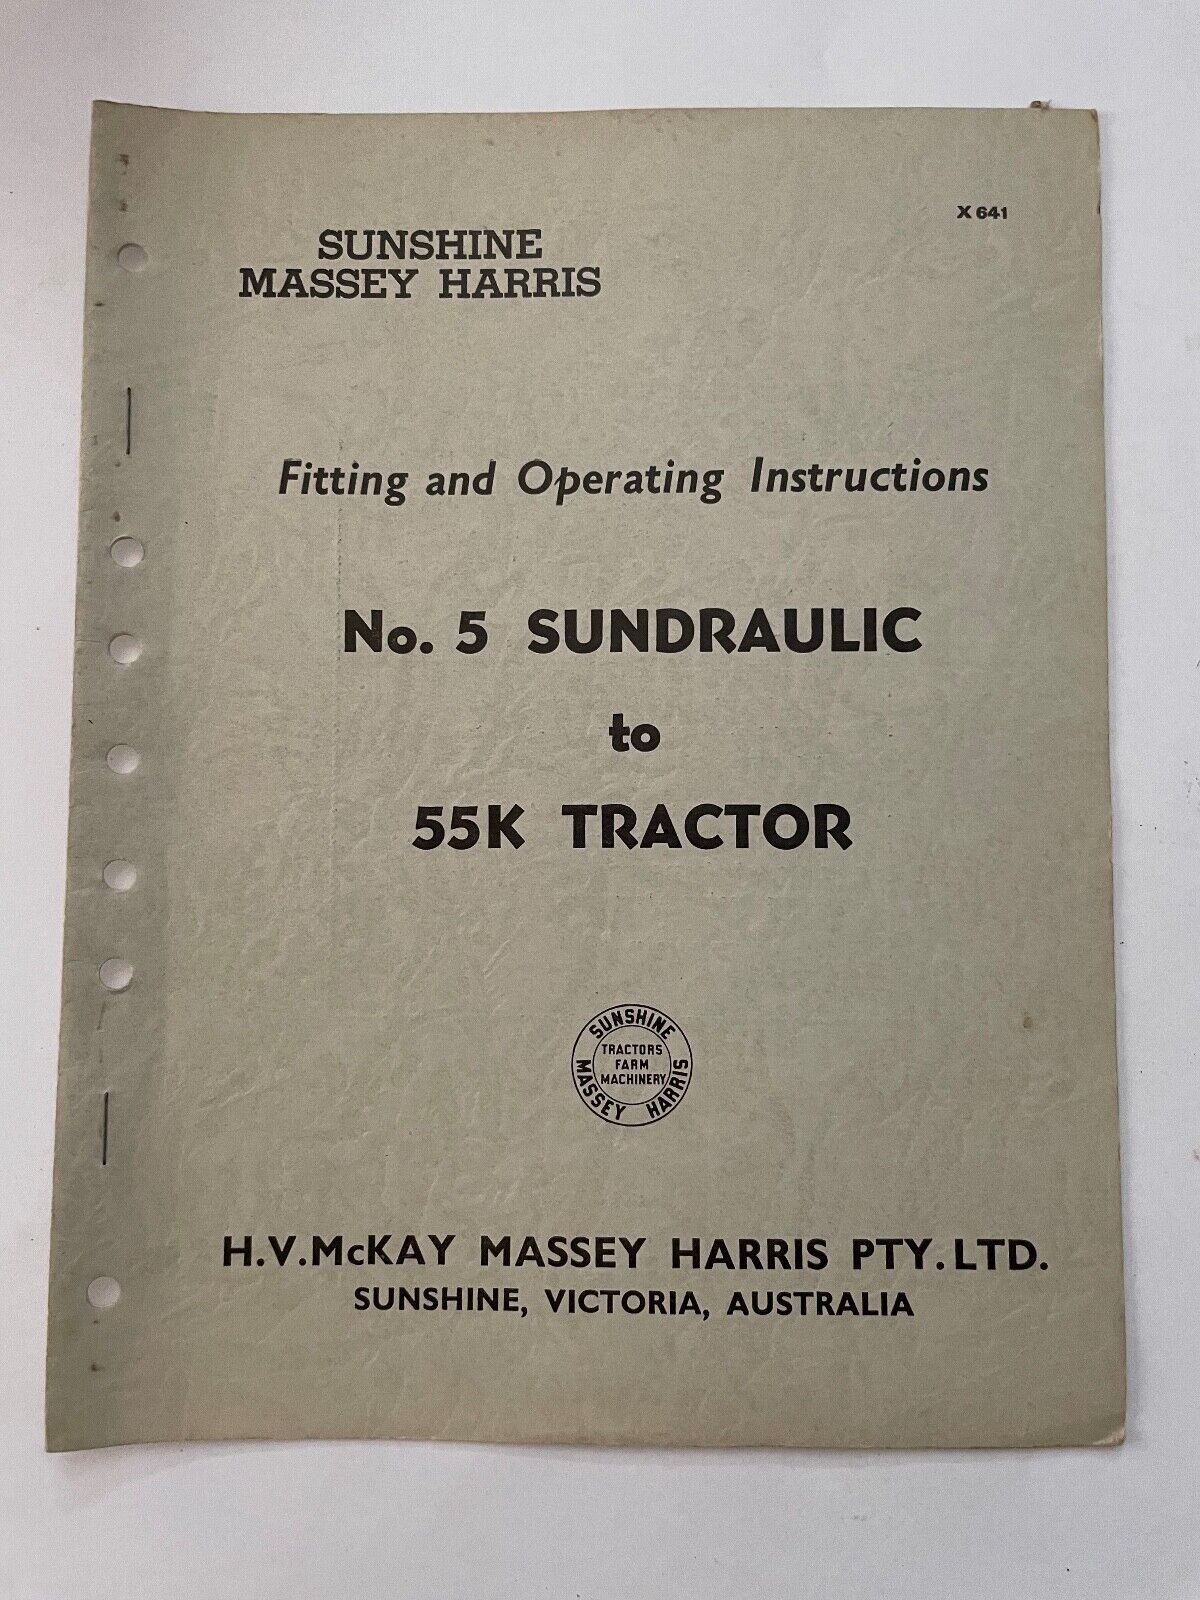 X 641
SUNSHINE
MASSEY HARRIS
Fitting and Operating Instructions
No. 5 SUNDRAULIC
to
55K TRACTOR
SUNSHINE
TRACTORS
FARM
MACHINERY
MASSEY HARRIS
H.V.McKAY MASSEY HARRIS PTY.LTD.
SUNSHINE, VICTORIA, AUSTRALIA